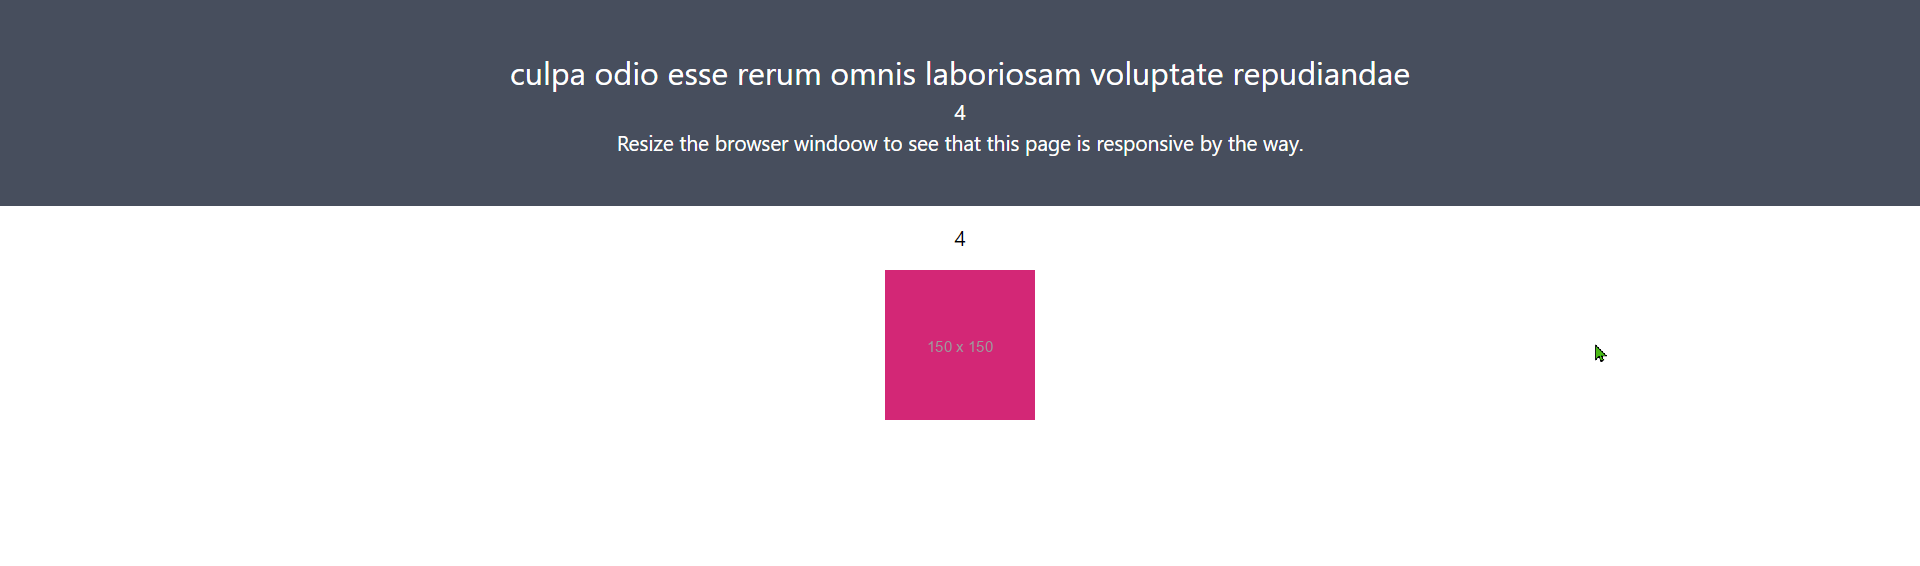 culpa odio esse rerum omnis laboriosam voluptate repudiandae
4
Resize the browser windoow to see that this page is responsive by the way.
4
150 x 150